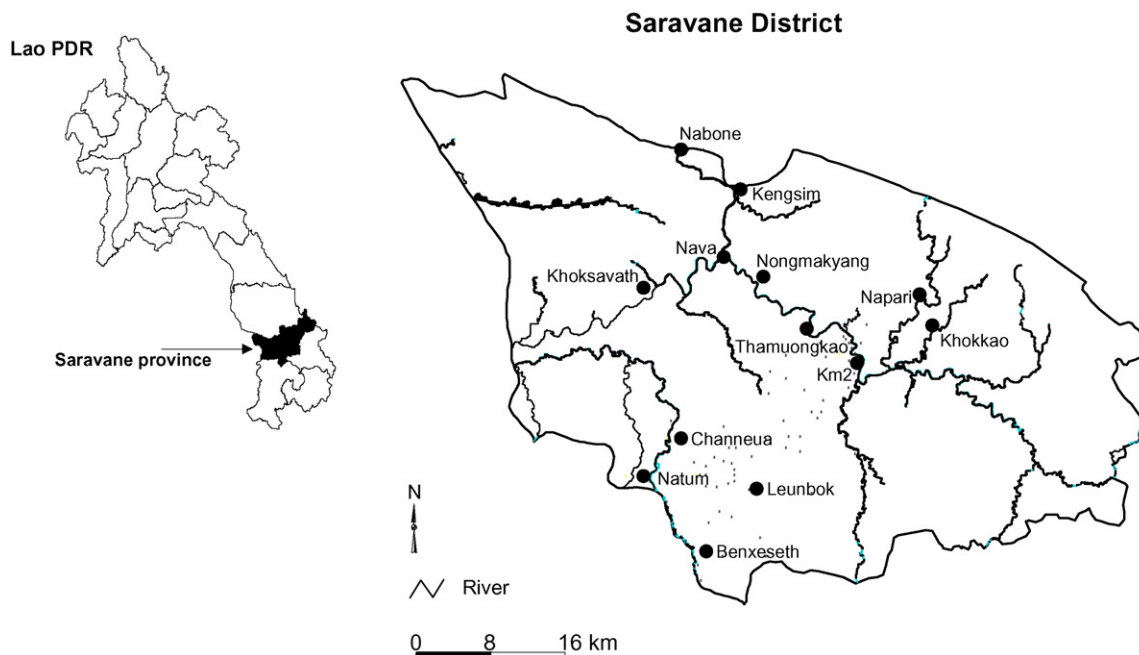 Saravane District
Lao PDR
Saravane province
Nabone
Kengsim
Nava
Nongmakyang
Khoksavath
Napari
Thamuongkao
Khokkao
Km2
Channeua
Natum
Leunbok
Benxeseth
N
River
0 8 16 km